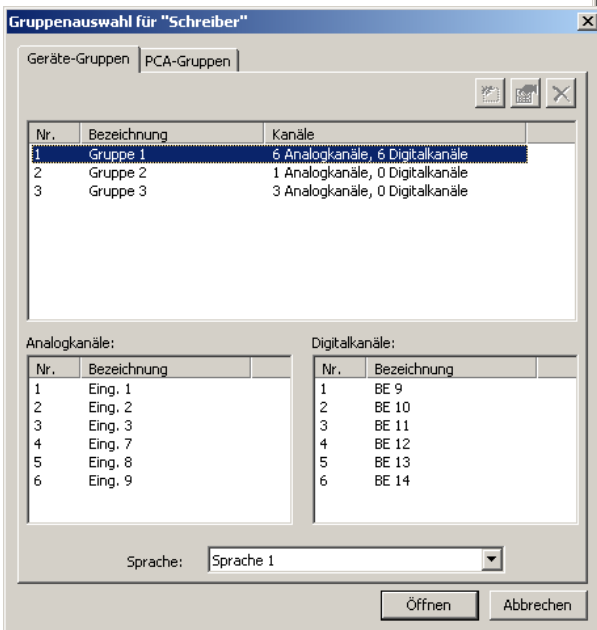 Gruppenauswahl für "Schreiber"
Geräte-Gruppen PCA-Gruppen
Nr. Bezeichnung Kanäle
1 Gruppe 1 6 Analogkanäle, 6 Digitalkanäle
2 Gruppe 2 1 Analogkanäle, 0 Digitalkanäle
3 Gruppe 3 3 Analogkanäle, 0 Digitalkanäle
Analogkanäle: Digitalkanäle:
Nr. Bezeichnung Nr. Bezeichnung
1 Eing. 1 1 BE 9
2 Eing. 2 2 BE 10
3 Eing. 3 3 BE 11
4 Eing. 7 4 BE 12
5 Eing. 8 5 BE 13
6 Eing. 9 6 BE 14
Sprache: Sprache 1
Öffnen Abbrechen